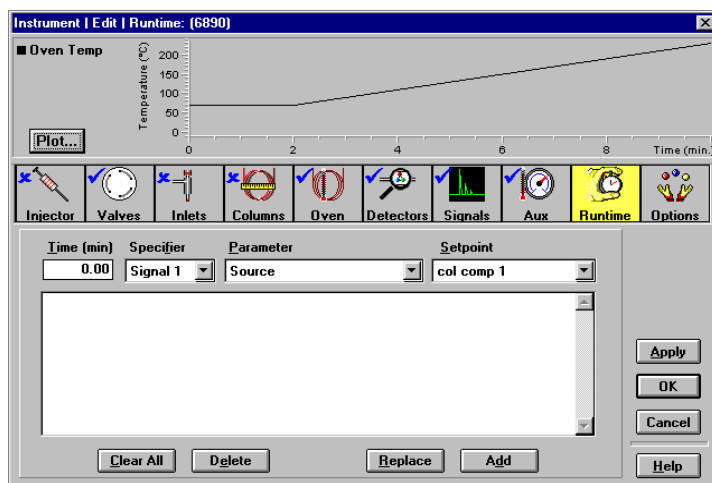 Instrument | Edit | Runtime: (6890)
Oven Temp
Temperature (°C)
200
150
100
50
0
0 2 4 6 8 Time (min.)
Plot...
Injector Valves Inlets Columns Oven Detectors Signals Aux Runtime Options
Time (min) Specifier Parameter Setpoint
0.00 Signal 1 Source col comp 1
Apply
OK
Cancel
Clear All Delete Replace Add Help